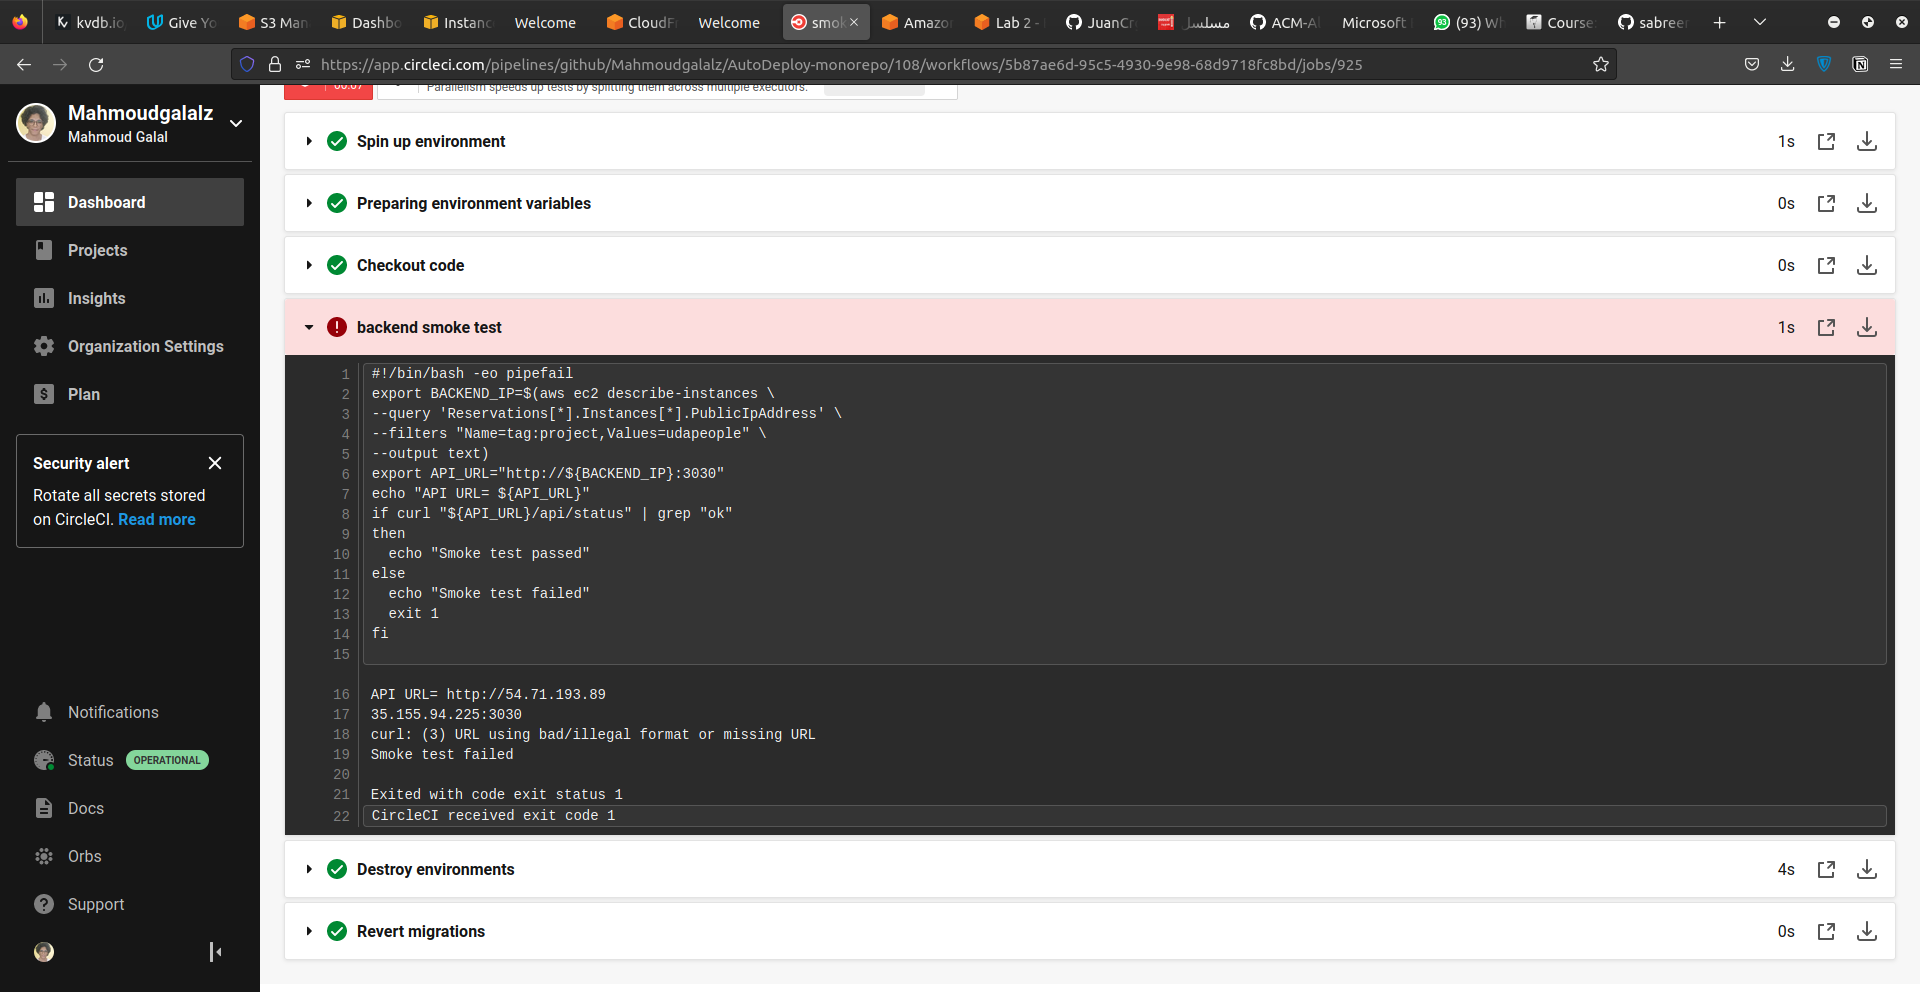 kvdb.io
Give Yo
S3 Man
Dashbo
Instanc
Welcome
CloudF
Welcome
smok
Amazo
Lab 2 -
JuanCr
مسلسل
ACM-A
Microsoft
(93) Wh
Course
sabreer
https://app.circleci.com/pipelines/github/Mahmoudgalalz/AutoDeploy-monorepo/108/workflows/5b87ae6d-95c5-4930-9e98-68d9718fc8bd/jobs/925
Mahmoudgalalz
Mahmoud Galal
Dashboard
Projects
Insights
Organization Settings
Plan
Security alert
Rotate all secrets stored
on CircleCI. Read more
Notifications
Status OPERATIONAL
Docs
Orbs
Support
00:07
Parallelism speeds up tests by splitting them across multiple executors.
Spin up environment 1s
Preparing environment variables 0s
Checkout code 0s
backend smoke test 1s
1 #!/bin/bash -eo pipefail
2 export BACKEND_IP=$(aws ec2 describe-instances \
3 --query 'Reservations[*].Instances[*].PublicIpAddress' \
4 --filters "Name=tag:project,Values=udapeople" \
5 --output text)
6 export API_URL="http://${BACKEND_IP}:3030"
7 echo "API URL= ${API_URL}"
8 if curl "${API_URL}/api/status" | grep "ok"
9 then
10 echo "Smoke test passed"
11 else
12 echo "Smoke test failed"
13 exit 1
14 fi
15
16 API URL= http://54.71.193.89
17 35.155.94.225:3030
18 curl: (3) URL using bad/illegal format or missing URL
19 Smoke test failed
20
21 Exited with code exit status 1
22 CircleCI received exit code 1
Destroy environments 4s
Revert migrations 0s